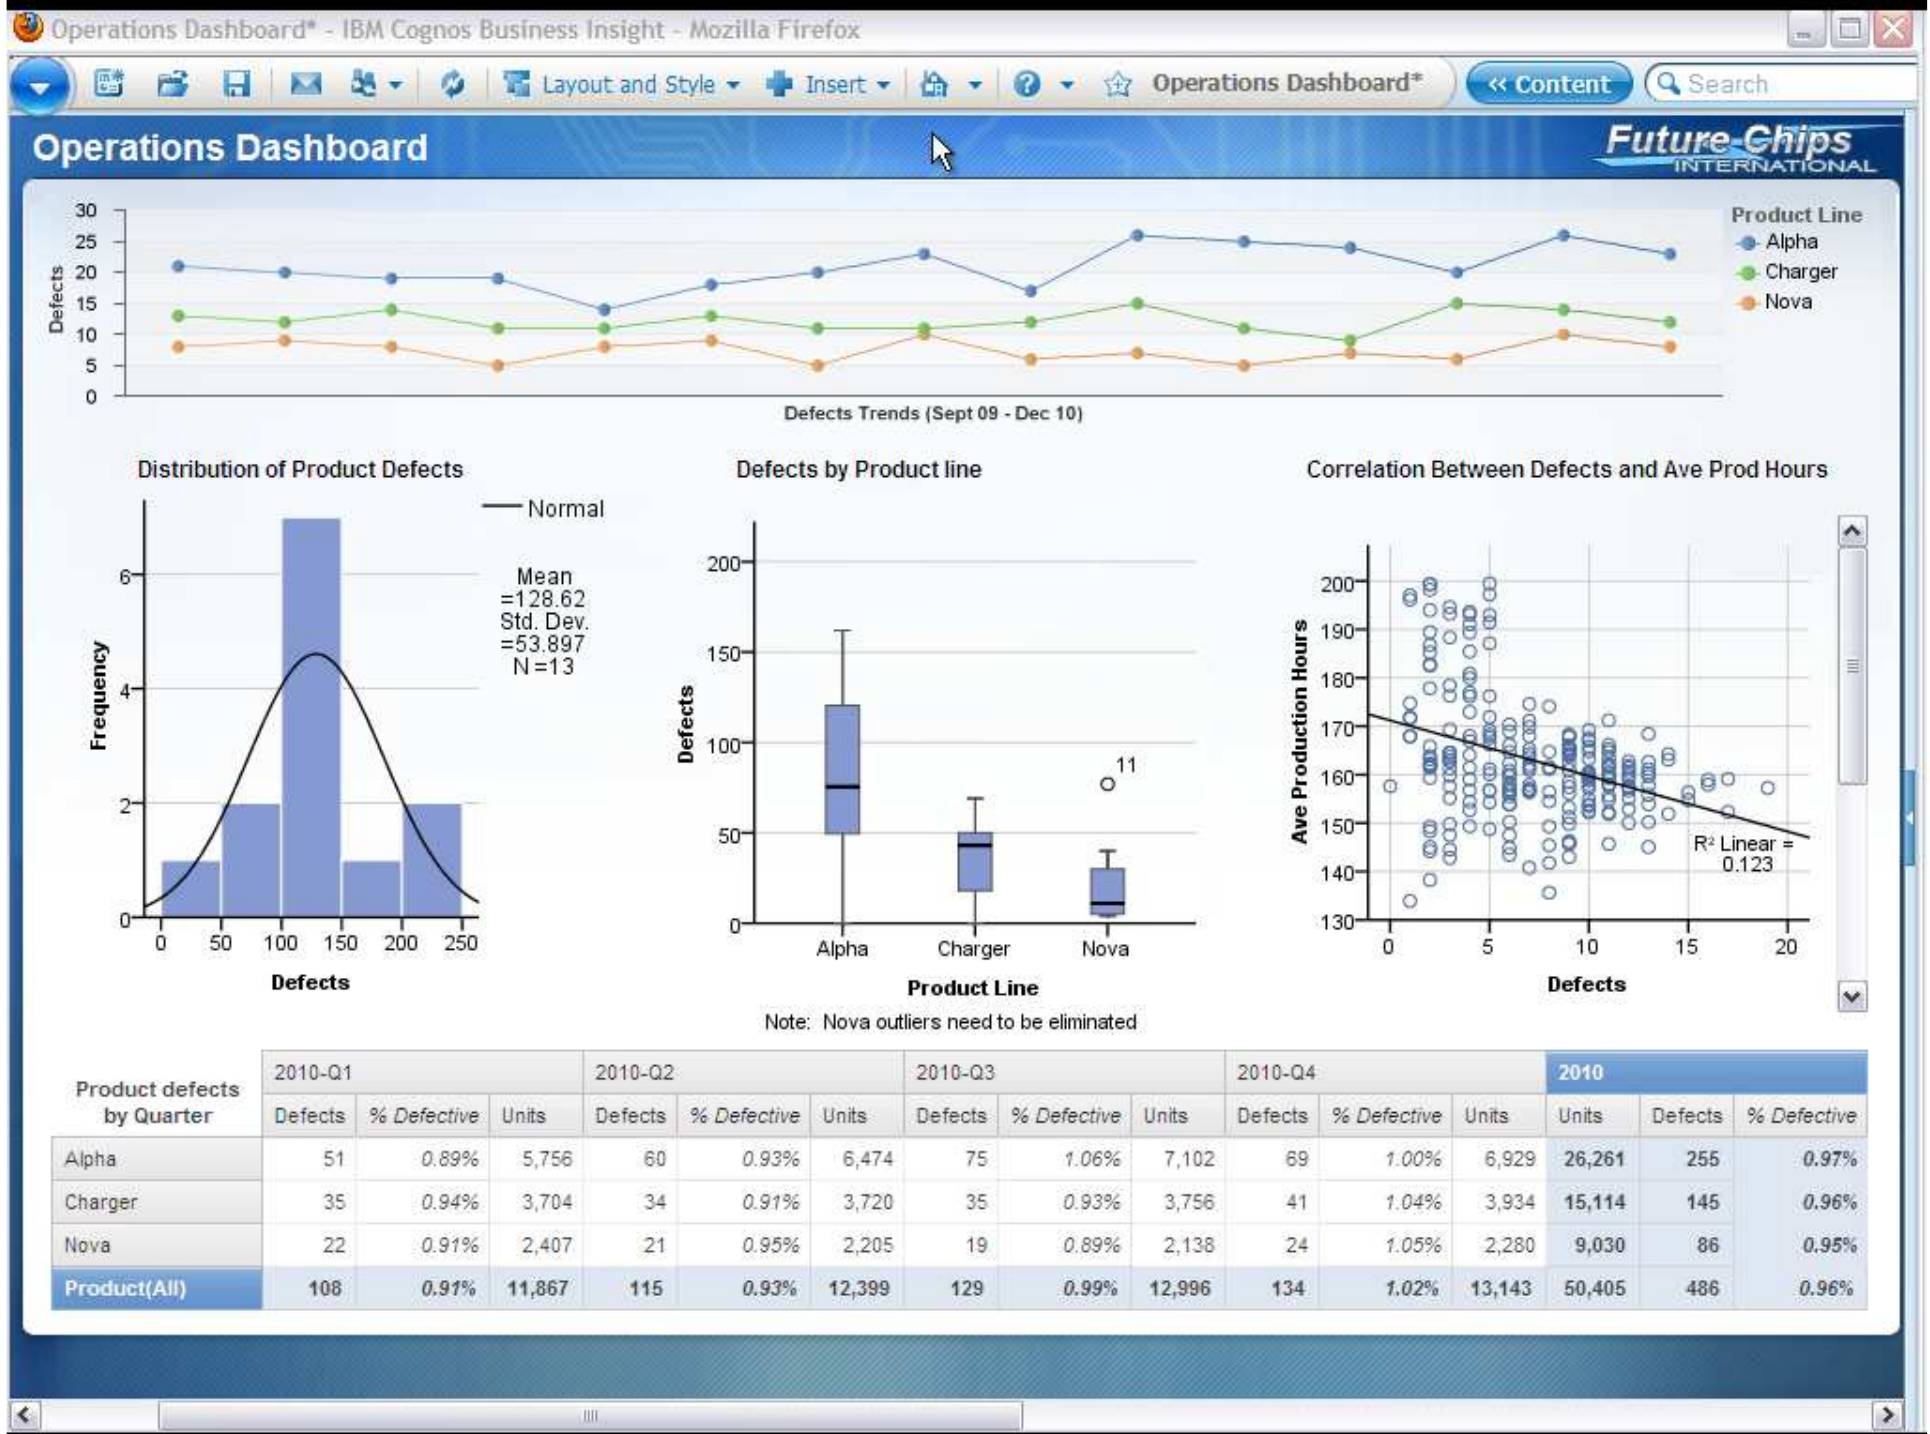 Operations Dashboard* - IBM Cognos Business Insight - Mozilla Firefox
Layout and Style Insert Operations Dashboard* « Content Search
Operations Dashboard
Future Chips
INTERNATIONAL
30
25
20
15
10
5
0
Defects
Product Line
Alpha
Charger
Nova
Defects Trends (Sept 09 - Dec 10)
Distribution of Product Defects
Normal
Mean
=128.62
Std. Dev.
=53.897
N =13
Frequency
6
4
2
0
0 50 100 150 200 250
Defects
Defects by Product line
Defects
200
150
100
50
0
11
Alpha Charger Nova
Product Line
Note: Nova outliers need to be eliminated
Correlation Between Defects and Ave Prod Hours
Ave Production Hours
200
190
180
170
160
150
140
130
R² Linear =
0.123
0 5 10 15 20
Defects
Product defects
by Quarter
2010-Q1 2010-Q2 2010-Q3 2010-Q4 2010
Defects % Defective Units Defects % Defective Units Defects % Defective Units Defects % Defective Units Units Defects % Defective
Alpha 51 0.89% 5,756 60 0.93% 6,474 75 1.06% 7,102 69 1.00% 6,929 26,261 255 0.97%
Charger 35 0.94% 3,704 34 0.91% 3,720 35 0.93% 3,756 41 1.04% 3,934 15,114 145 0.96%
Nova 22 0.91% 2,407 21 0.95% 2,205 19 0.89% 2,138 24 1.05% 2,280 9,030 86 0.95%
Product(All) 108 0.91% 11,867 115 0.93% 12,399 129 0.99% 12,996 134 1.02% 13,143 50,405 486 0.96%